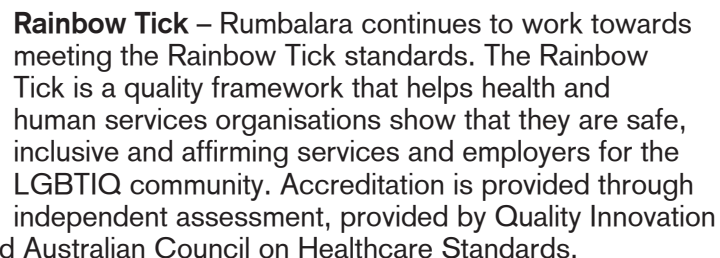 Rainbow Tick – Rumbalara continues to work towards
meeting the Rainbow Tick standards. The Rainbow
Tick is a quality framework that helps health and
human services organisations show that they are safe,
inclusive and affirming services and employers for the
LGBTIQ community. Accreditation is provided through
independent assessment, provided by Quality Innovation
d Australian Council on Healthcare Standards.